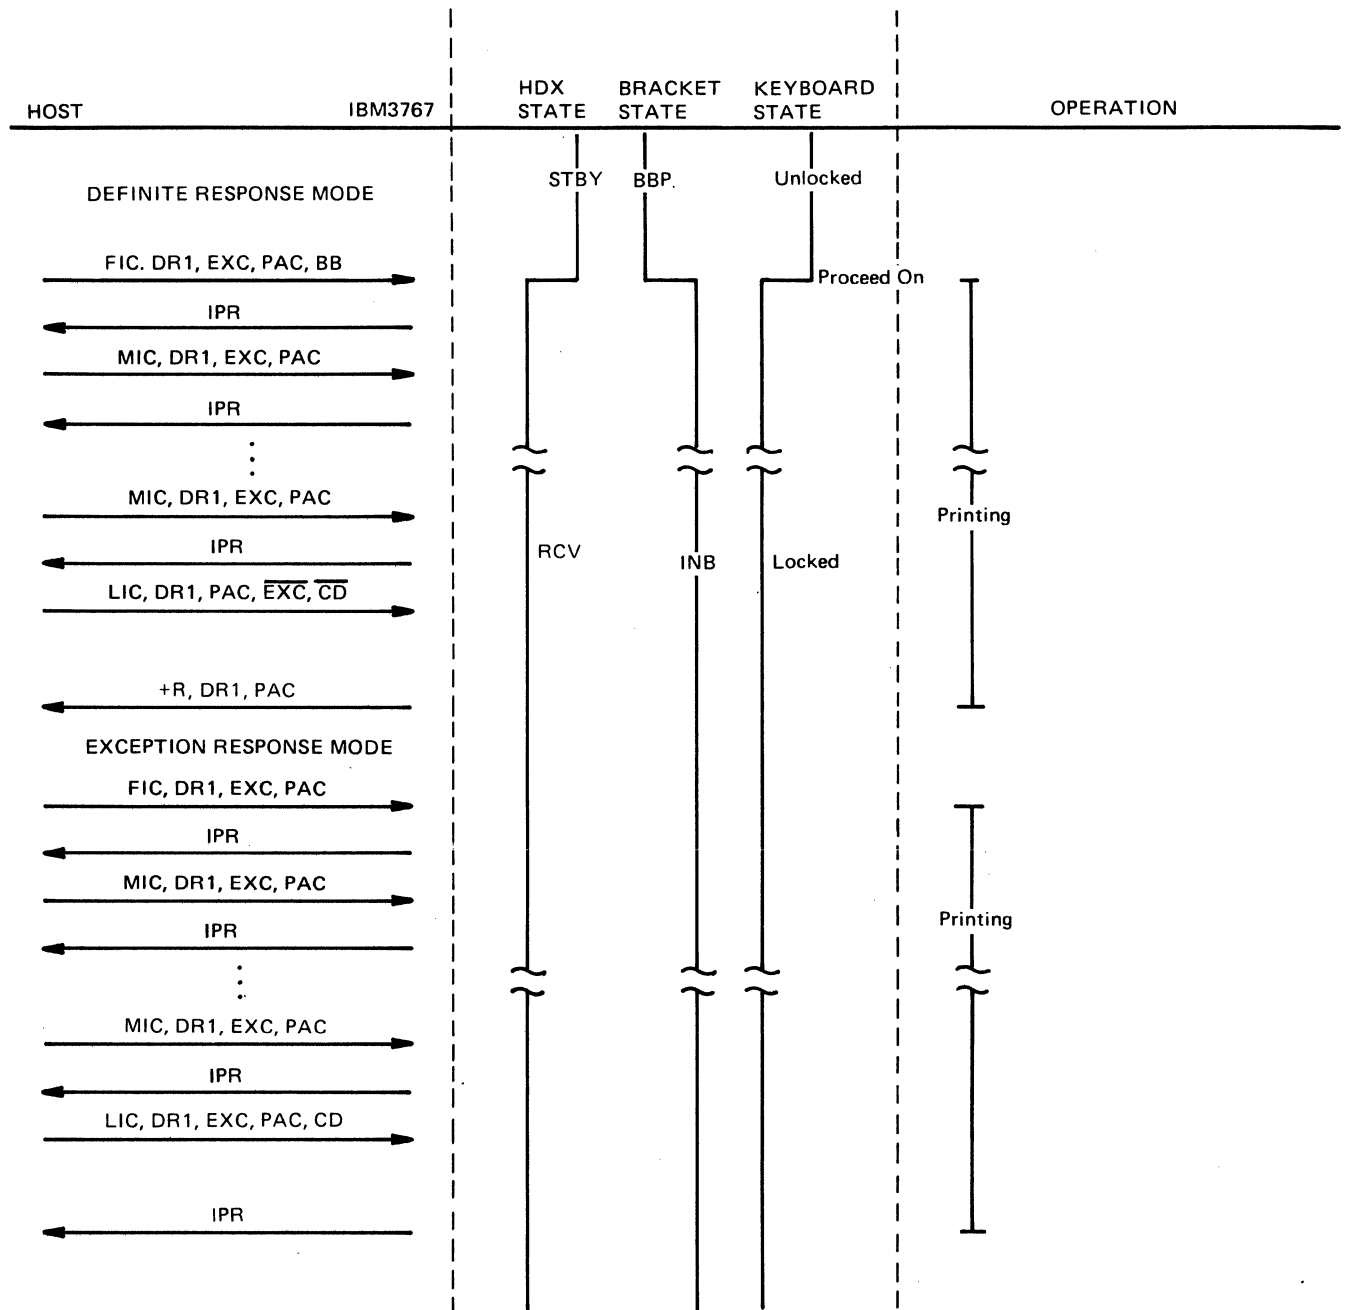 HDX BRACKET KEYBOARD
HOST IBM3767 STATE STATE STATE OPERATION
STBY BBP. Unlocked
DEFINITE RESPONSE MODE
FIC. DR1, EXC, PAC, BB
Proceed On
IPR
MIC, DR1, EXC, PAC
IPR
MIC, DR1, EXC, PAC
Printing
IPR
RCV INB Locked
LIC, DR1, PAC, E̅X̅C̅, C̅D̅
+R, DR1, PAC
EXCEPTION RESPONSE MODE
FIC, DR1, EXC, PAC
IPR
MIC, DR1, EXC, PAC
Printing
IPR
MIC, DR1, EXC, PAC
IPR
LIC, DR1, EXC, PAC, CD
IPR